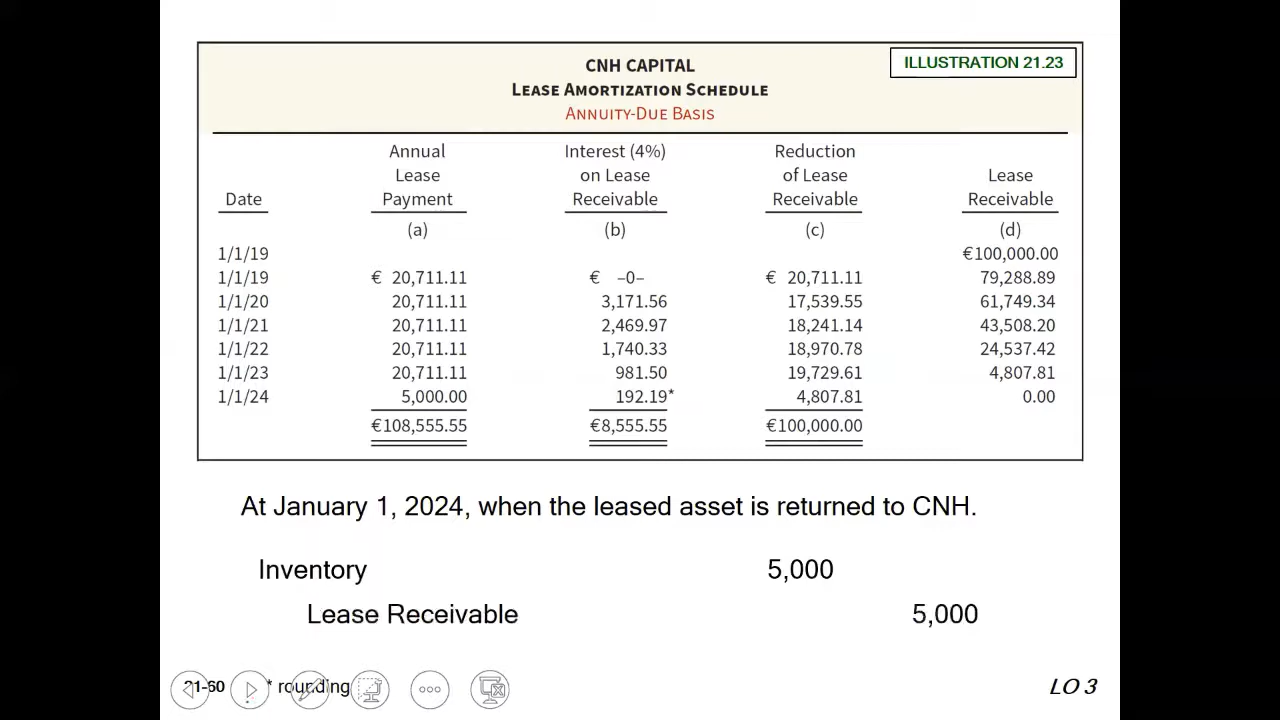 ILLUSTRATION 21.23
CNH CAPITAL
LEASE AMORTIZATION SCHEDULE
ANNUITY-DUE BASIS
Annual Interest (4%) Reduction
Lease on Lease of Lease Lease
Date Payment Receivable Receivable Receivable
(a) (b) (c) (d)
1/1/19 €100,000.00
1/1/19 € 20,711.11 € –0– € 20,711.11 79,288.89
1/1/20 20,711.11 3,171.56 17,539.55 61,749.34
1/1/21 20,711.11 2,469.97 18,241.14 43,508.20
1/1/22 20,711.11 1,740.33 18,970.78 24,537.42
1/1/23 20,711.11 981.50 19,729.61 4,807.81
1/1/24 5,000.00 192.19* 4,807.81 0.00
€108,555.55 €8,555.55 €100,000.00
At January 1, 2024, when the leased asset is returned to CNH.
Inventory 5,000
Lease Receivable 5,000
21-60 * rounding LO 3